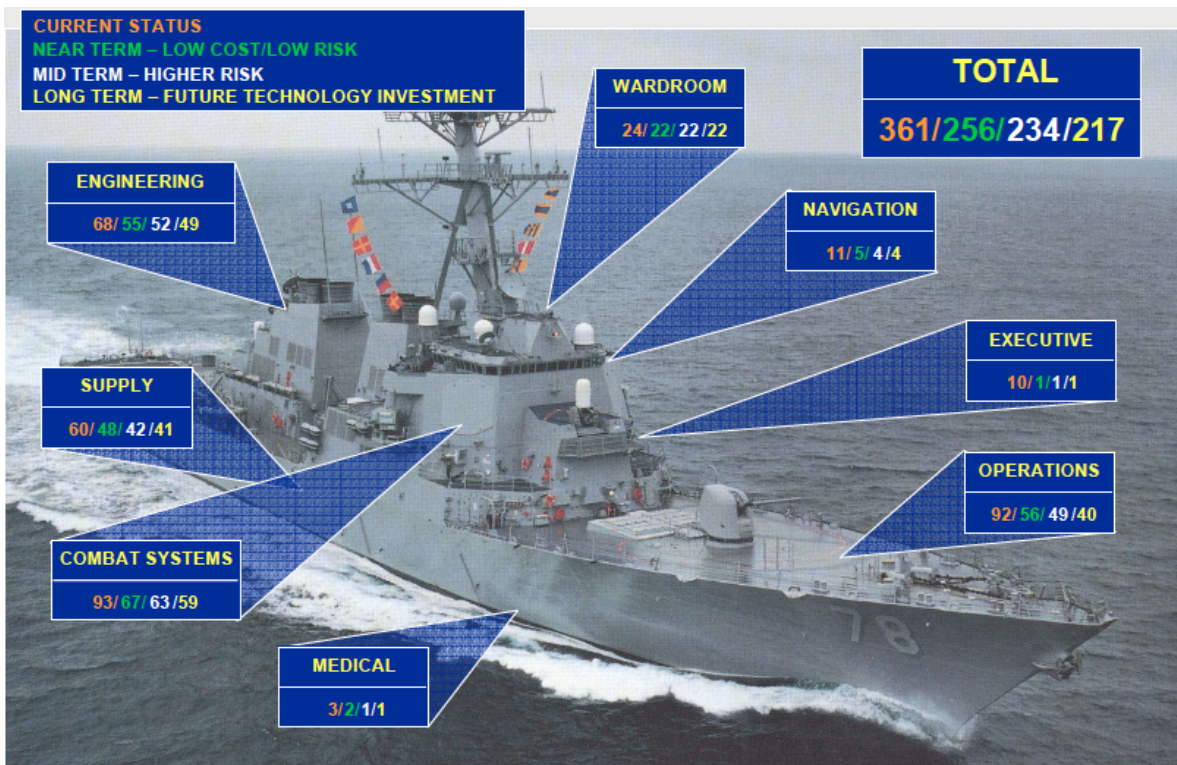 CURRENT STATUS
NEAR TERM – LOW COST/LOW RISK
MID TERM – HIGHER RISK
LONG TERM – FUTURE TECHNOLOGY INVESTMENT
TOTAL
361/256/234/217
WARDROOM
24/ 22/ 22 /22
ENGINEERING
68/ 55/ 52 /49
NAVIGATION
11/ 5/ 4 /4
EXECUTIVE
10/ 1/ 1/1
SUPPLY
60/ 48/ 42 /41
OPERATIONS
92/ 56/ 49 /40
COMBAT SYSTEMS
93/ 67/ 63 /59
MEDICAL
3/ 2/ 1/1
78